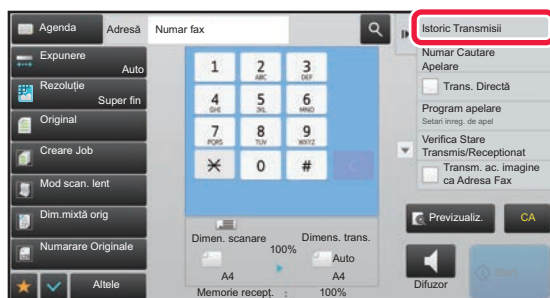 Agenda
Adresă
Numar fax
Expunere
Auto
Rezoluție
Super fin
Original
Creare Job
Mod scan. lent
Dim.mixtă orig
Numarare Originale
Altele
1
2
ABC
3
DEF
4
GHI
5
JKL
6
MNO
7
PQRS
8
TUV
9
WXYZ
0
#
Dimen. scanare
100%
Dimens. trans.
Auto
A4
A4
Memorie recepț. : 100%
Istoric Transmisii
Numar Cautare
Apelare
Trans. Directă
Program apelare
Setari inreg. de apel
Verifica Stare
Transmis/Receptionat
Transm. ac. imagine
ca Adresa Fax
Previzualiz.
CA
Difuzor
Start